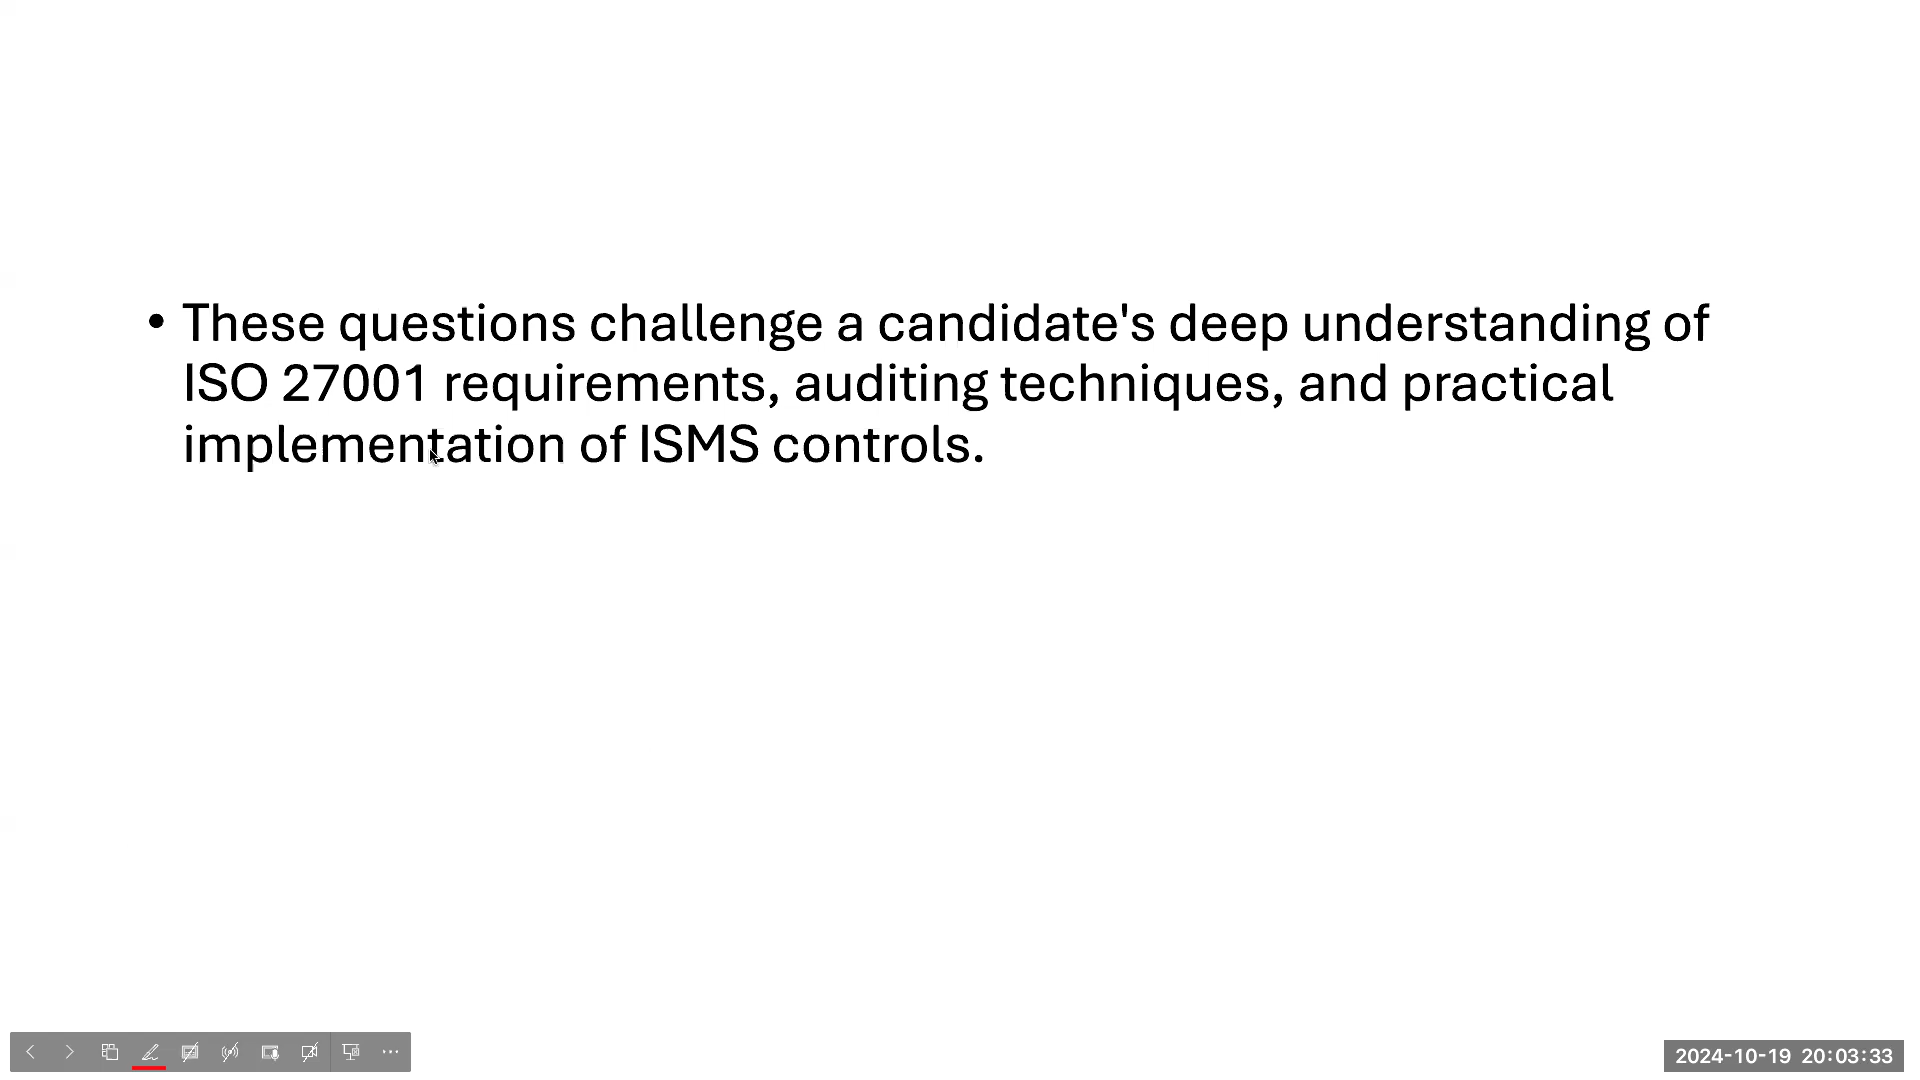 • These questions challenge a candidate's deep understanding of
ISO 27001 requirements, auditing techniques, and practical
implementation of ISMS controls.
2024-10-19 20:03:33